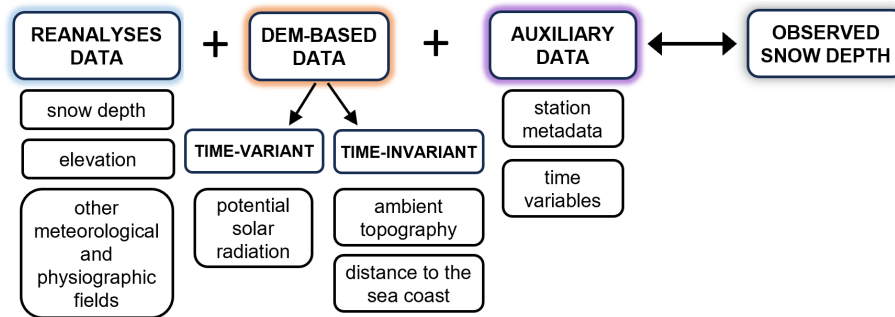 REANALYSES
DATA
+
DEM-BASED
DATA
+
AUXILIARY
DATA
OBSERVED
SNOW DEPTH
snow depth
elevation
other
meteorological
and
physiographic
fields
TIME-VARIANT
potential
solar
radiation
TIME-INVARIANT
ambient
topography
distance to the
sea coast
station
metadata
time
variables